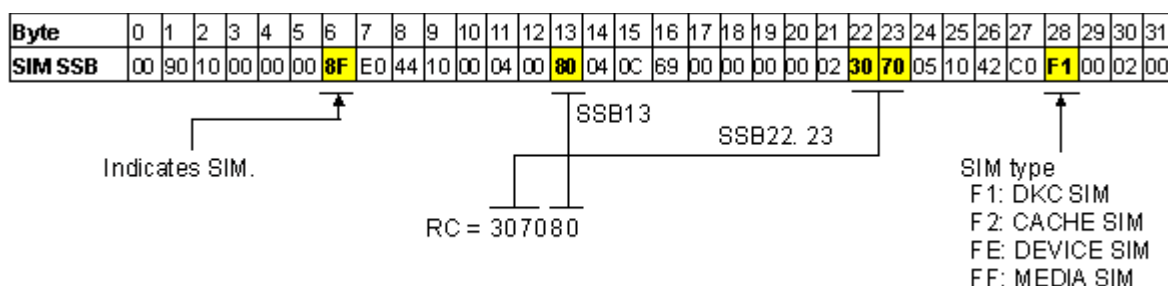 Byte 0 1 2 3 4 5 6 7 8 9 10 11 12 13 14 15 16 17 18 19 20 21 22 23 24 25 26 27 28 29 30 31
SIM SSB 00 90 10 00 00 00 8F E0 44 10 00 04 00 80 04 0C 69 00 00 00 00 02 30 70 05 10 42 C0 F1 00 02 00
SSB13
SSB22. 23
Indicates SIM.
SIM type
F1: DKC SIM
F2: CACHE SIM
FE: DEVICE SIM
FF: MEDIA SIM
RC = 307080